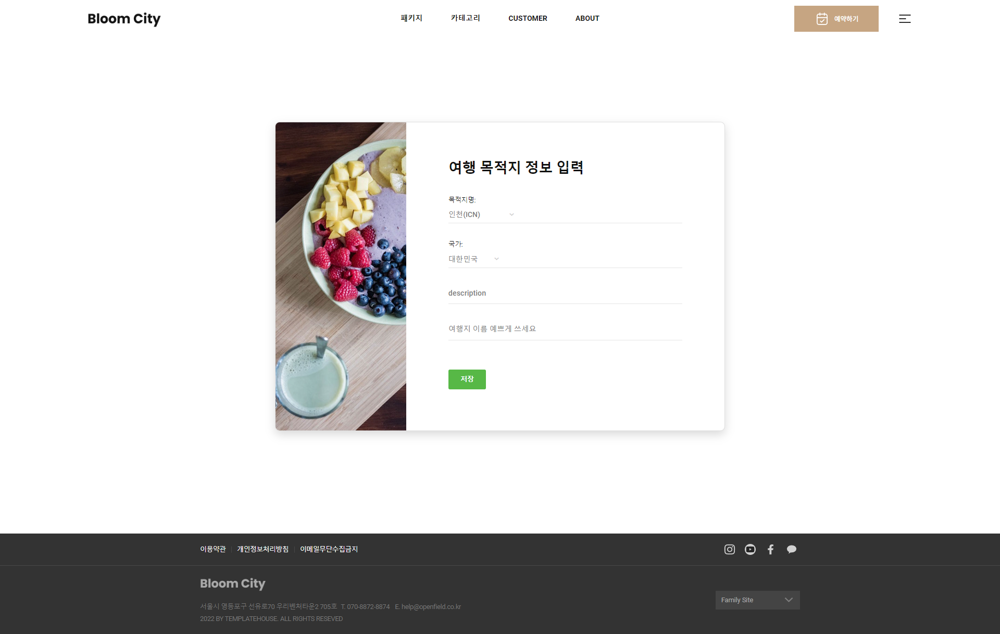 Bloom City
패키지
카테고리
CUSTOMER
ABOUT
예약하기
여행 목적지 정보 입력
목적지명:
인천(ICN)
국가:
대한민국
description
여행지 이름 예쁘게 쓰세요
저장
이용약관
개인정보처리방침
이메일무단수집금지
Bloom City
서울시 영등포구 선유로70 우리벤처타운2 705호 T. 070-8872-8874 E. help@openfield.co.kr
2022 BY TEMPLATEHOUSE. ALL RIGHTS RESEVED
Family Site